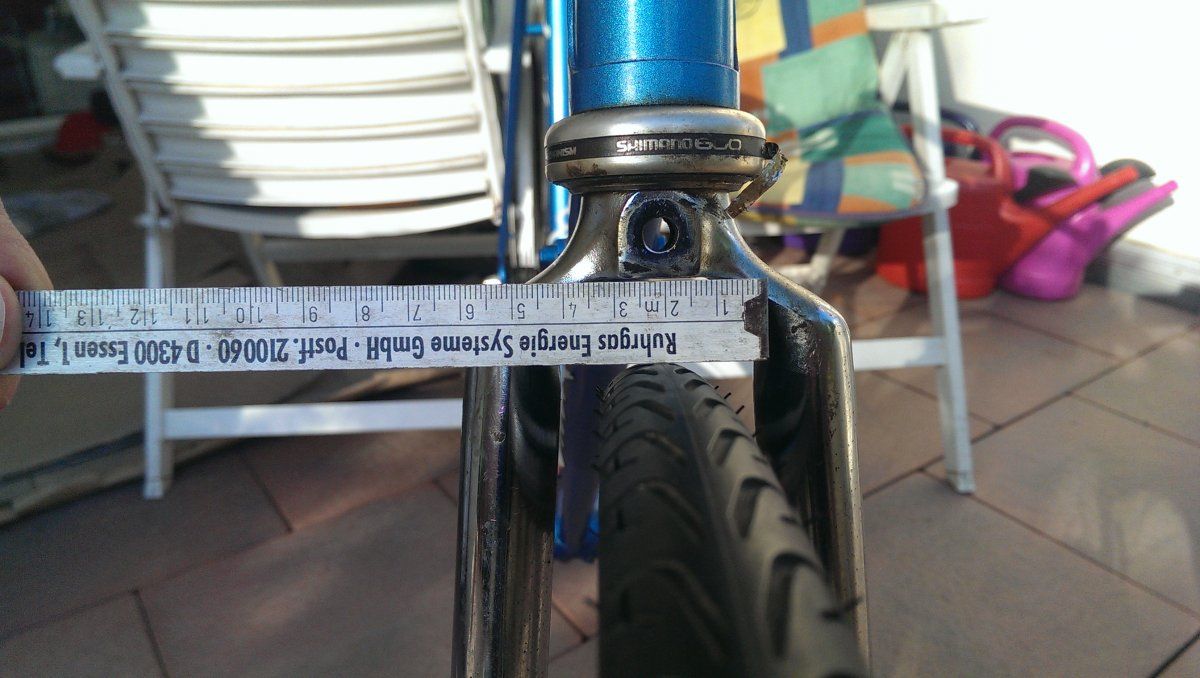 SHIMANO 600
Ruhrgas Energie Systeme GmbH · Postf. 210060 · D 4300 Essen 1, Tel
1 2 m 3 4 5 6 7 8 9 10 11 12 13 14